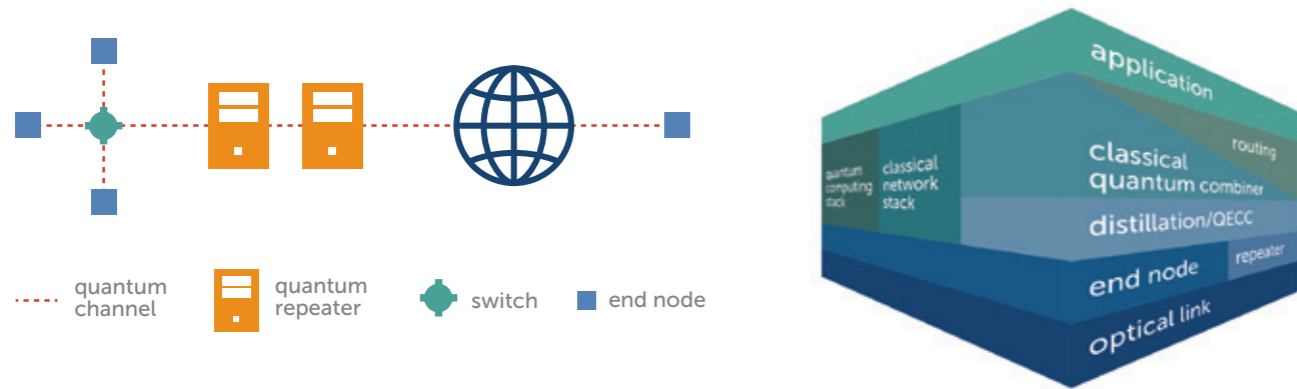 quantum
channel
quantum
repeater
switch
end node
application
routing
quantum
computing
stack
classical
network
stack
classical
quantum combiner
distillation/QECC
end node
repeater
optical link